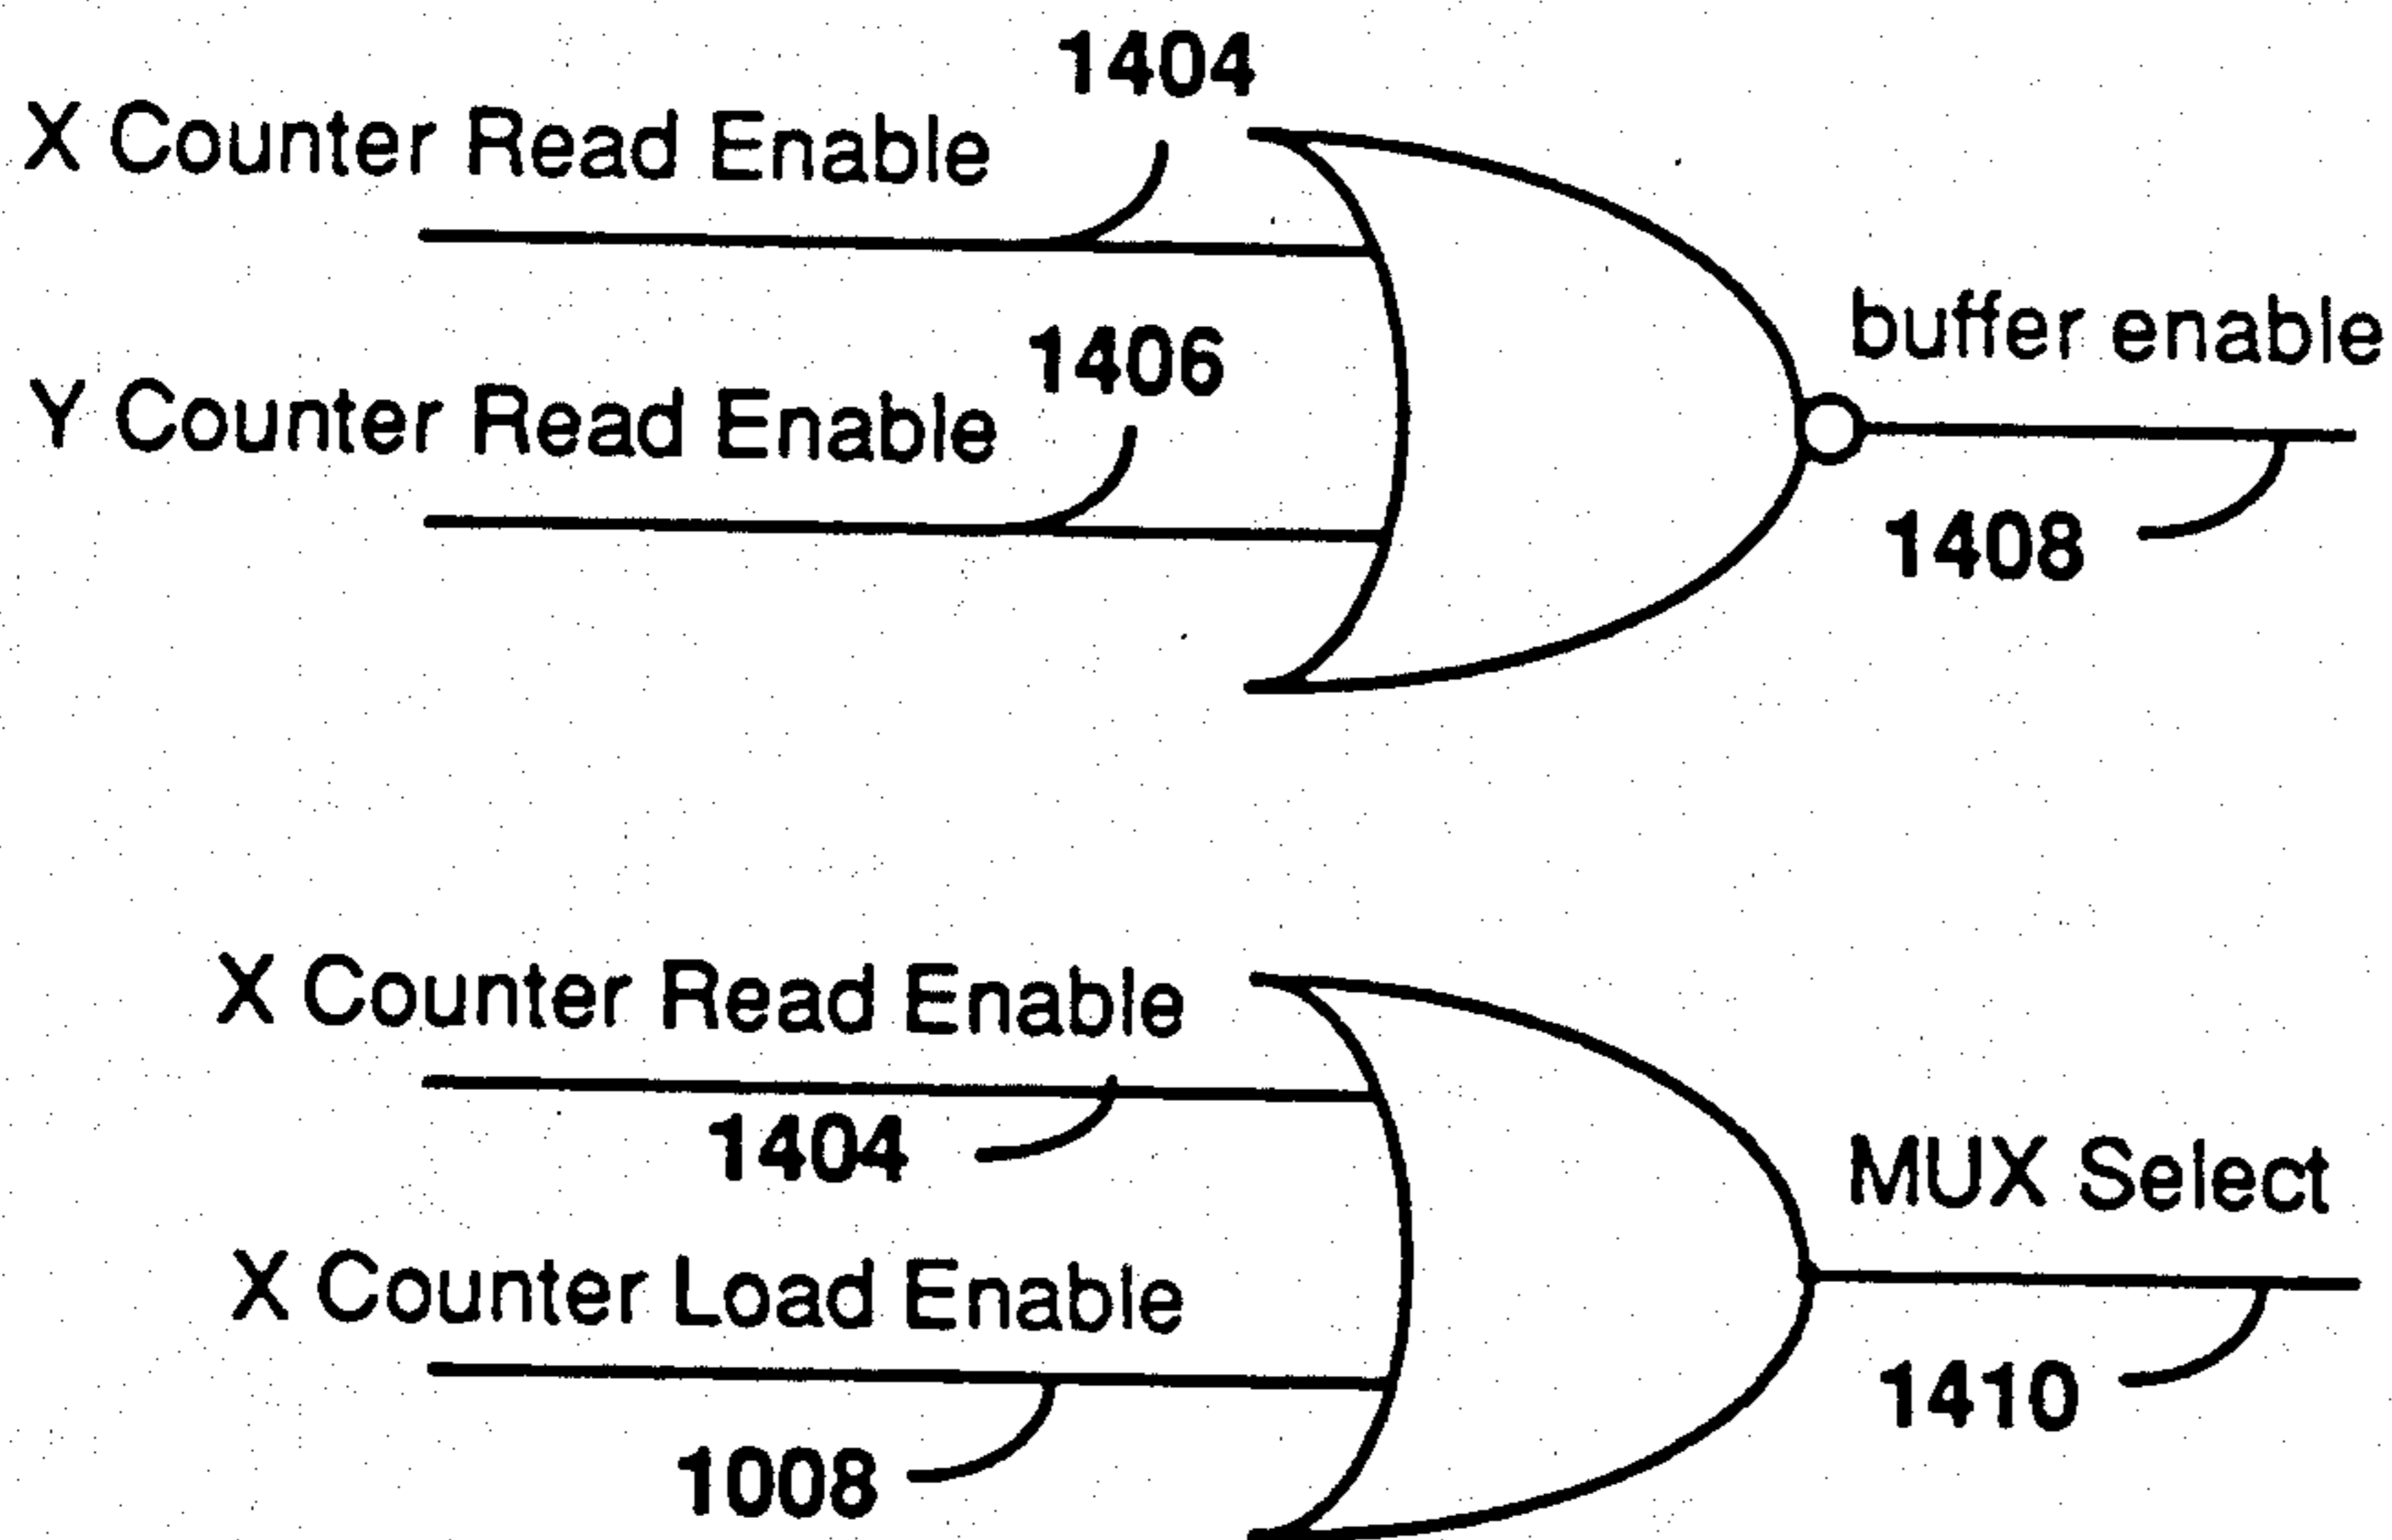 1404
X Counter Read Enable
1406
Y Counter Read Enable
buffer enable
1408
X Counter Read Enable
1404
MUX Select
X Counter Load Enable
1410
1008